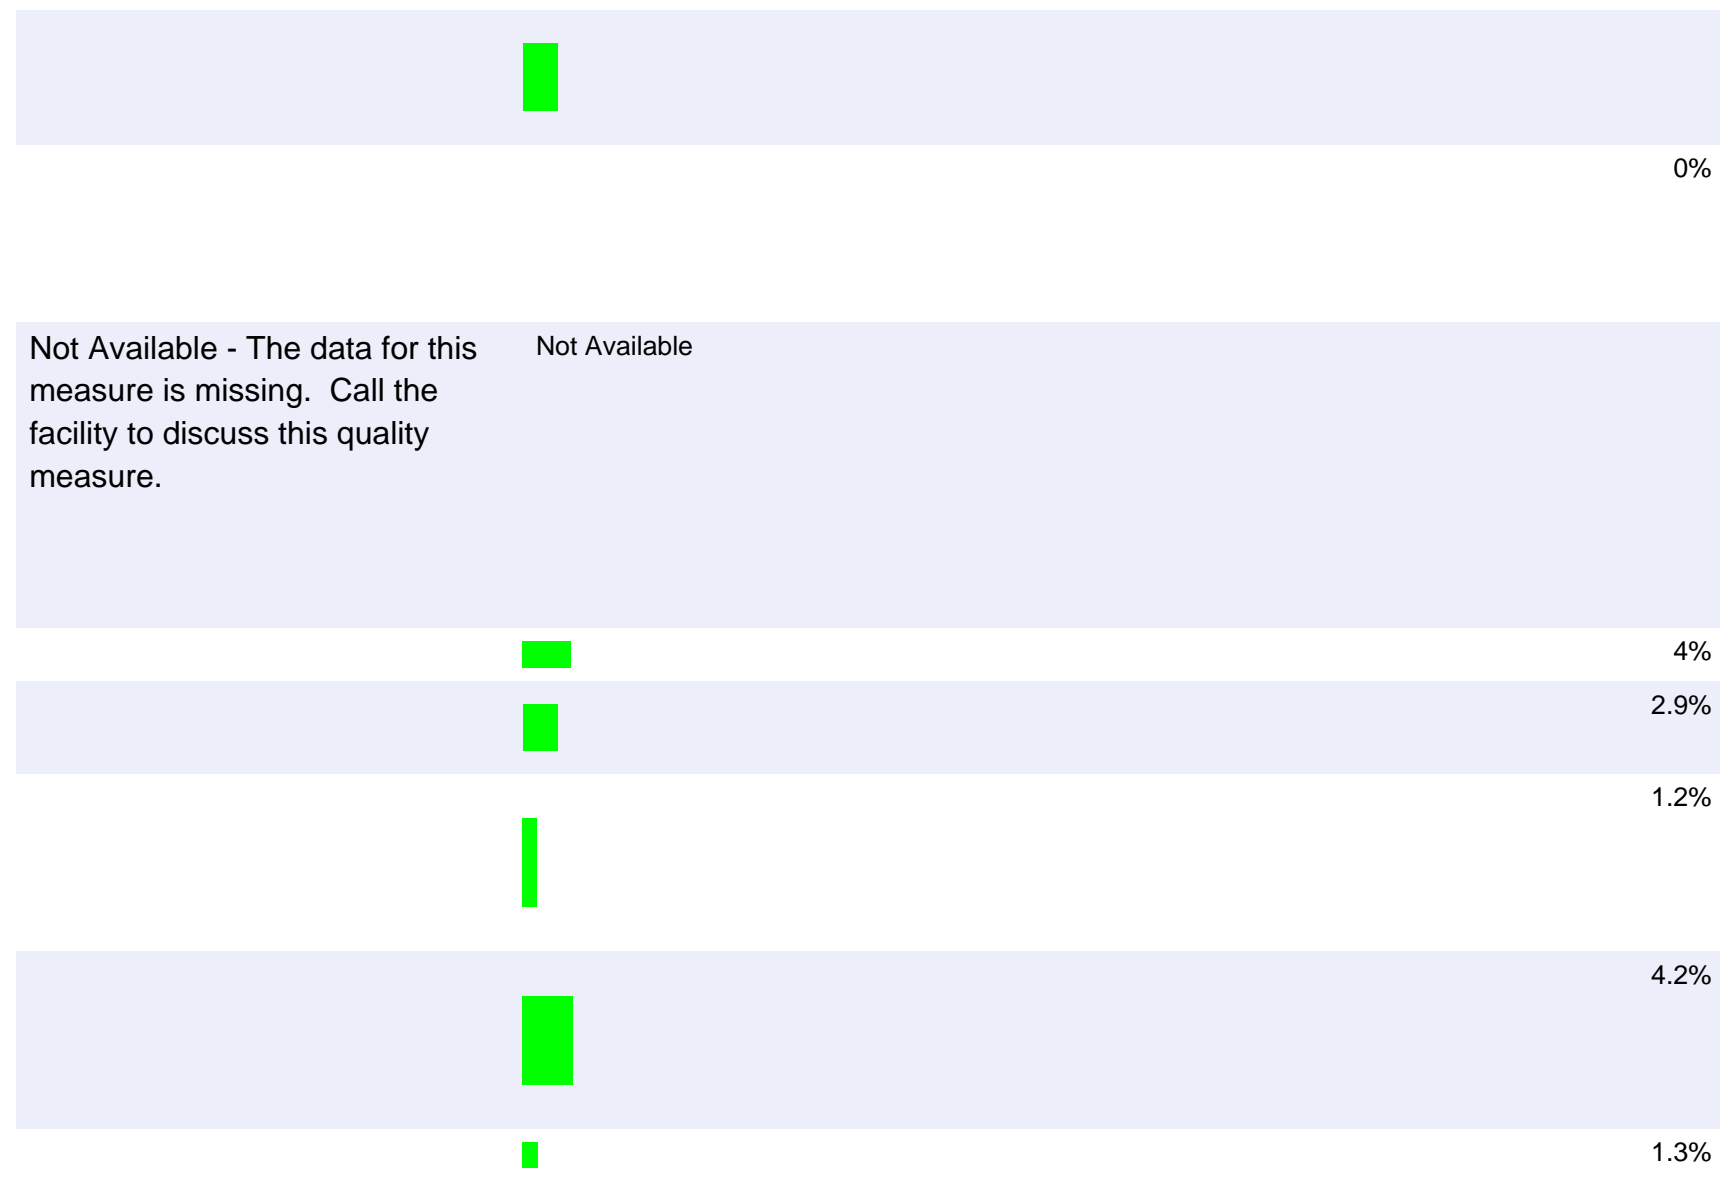 0%
Not Available - The data for this
Not Available
measure is missing.  Call the
facility to discuss this quality
measure.
4%
2.9%
1.2%
4.2%
1.3%